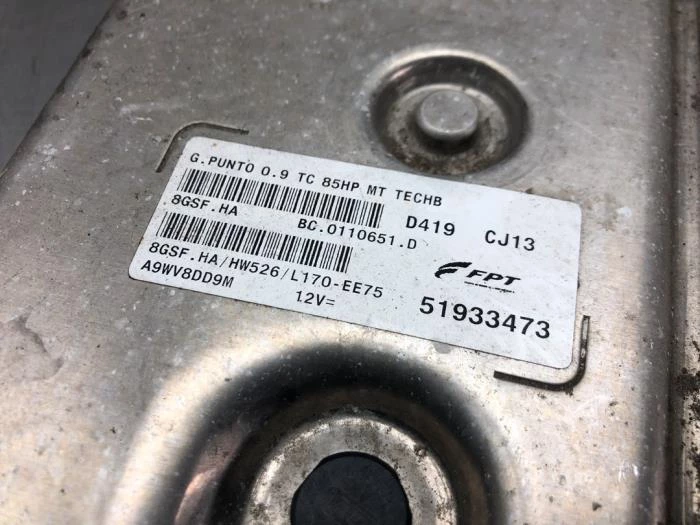 G.PUNTO 0.9 TC 85HP MT TECHB
8GSF.HA BC.0110651.D D419 CJ13
8GSF.HA/HW526/L170-EE75
A9WV8DD9M 12V= FPT 51933473